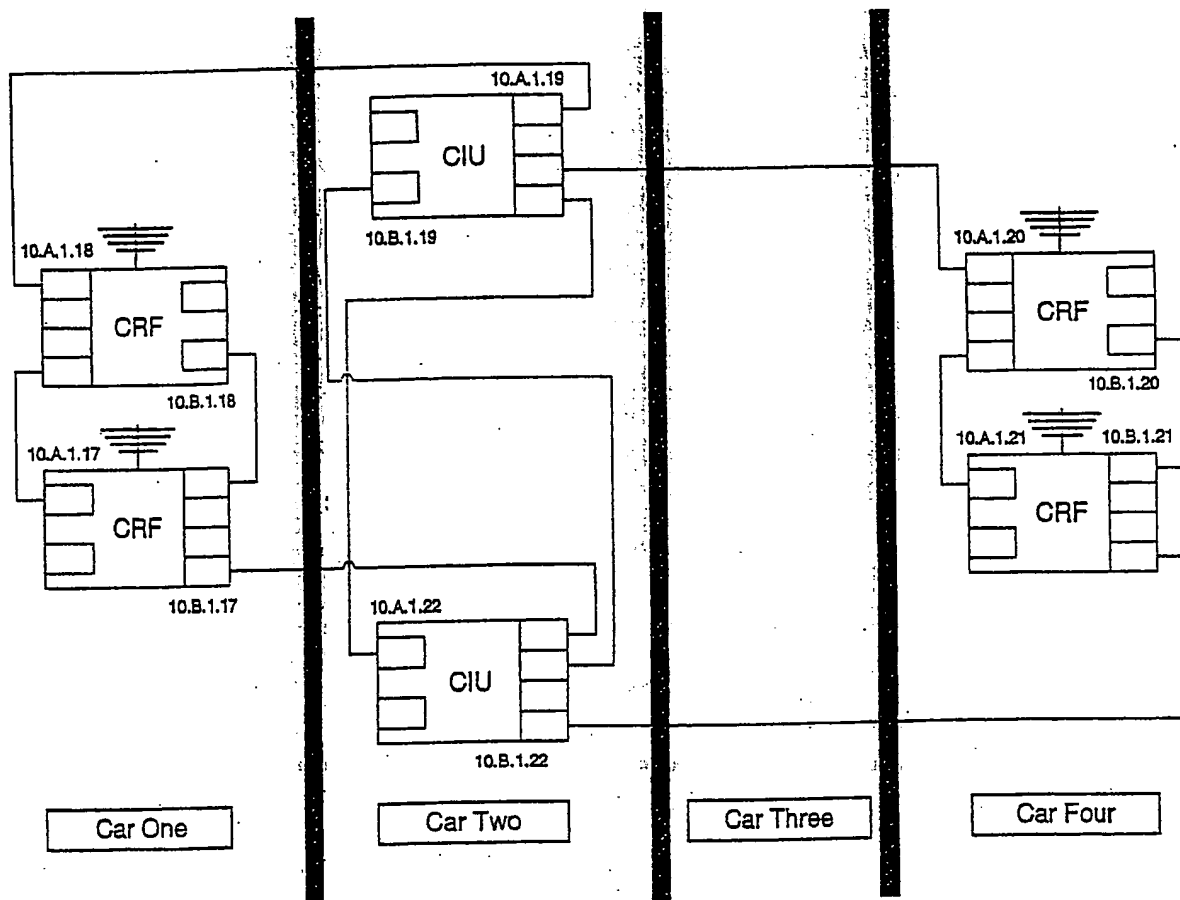 10.A.1.19
CIU
10.B.1.19
10.A.1.18
CRF
10.B.1.18
10.A.1.17
CRF
10.B.1.17
10.A.1.22
CIU
10.B.1.22
10.A.1.20
CRF
10.B.1.20
10.A.1.21
10.B.1.21
CRF
Car One
Car Two
Car Three
Car Four